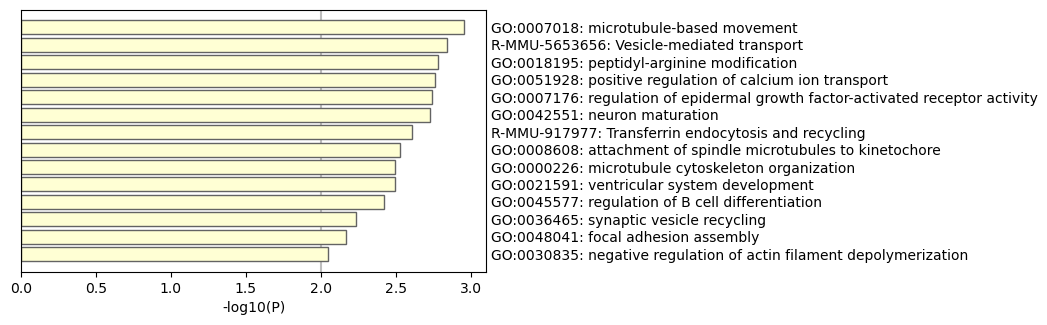 GO:0007018: microtubule-based movement
R-MMU-5653656: Vesicle-mediated transport
GO:0018195: peptidyl-arginine modification
GO:0051928: positive regulation of calcium ion transport
GO:0007176: regulation of epidermal growth factor-activated receptor activity
GO:0042551: neuron maturation
R-MMU-917977: Transferrin endocytosis and recycling
GO:0008608: attachment of spindle microtubules to kinetochore
GO:0000226: microtubule cytoskeleton organization
GO:0021591: ventricular system development
GO:0045577: regulation of B cell differentiation
GO:0036465: synaptic vesicle recycling
GO:0048041: focal adhesion assembly
GO:0030835: negative regulation of actin filament depolymerization
0.0 0.5 1.0 1.5 2.0 2.5 3.0
-log10(P)